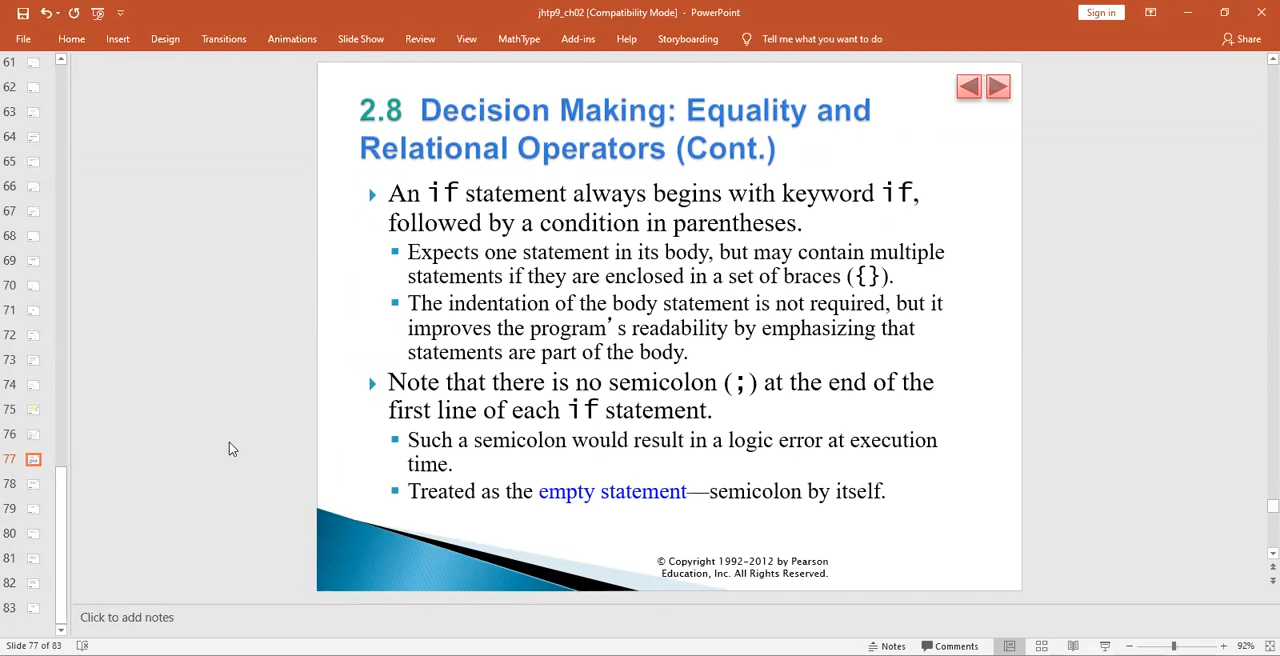 jhtp9_ch02 [Compatibility Mode] - PowerPoint
Sign in
File Home Insert Design Transitions Animations Slide Show Review View MathType Add-ins Help Storyboarding Tell me what you want to do Share
61
62
63
64
65
66
67
68
69
70
71
72
73
74
75
76
77
78
79
80
81
82
83
2.8 Decision Making: Equality and
Relational Operators (Cont.)
An if statement always begins with keyword if,
followed by a condition in parentheses.
Expects one statement in its body, but may contain multiple
statements if they are enclosed in a set of braces ({}).
The indentation of the body statement is not required, but it
improves the program’s readability by emphasizing that
statements are part of the body.
Note that there is no semicolon (;) at the end of the
first line of each if statement.
Such a semicolon would result in a logic error at execution
time.
Treated as the empty statement—semicolon by itself.
© Copyright 1992-2012 by Pearson
Education, Inc. All Rights Reserved.
Click to add notes
Slide 77 of 83
Notes Comments
92%